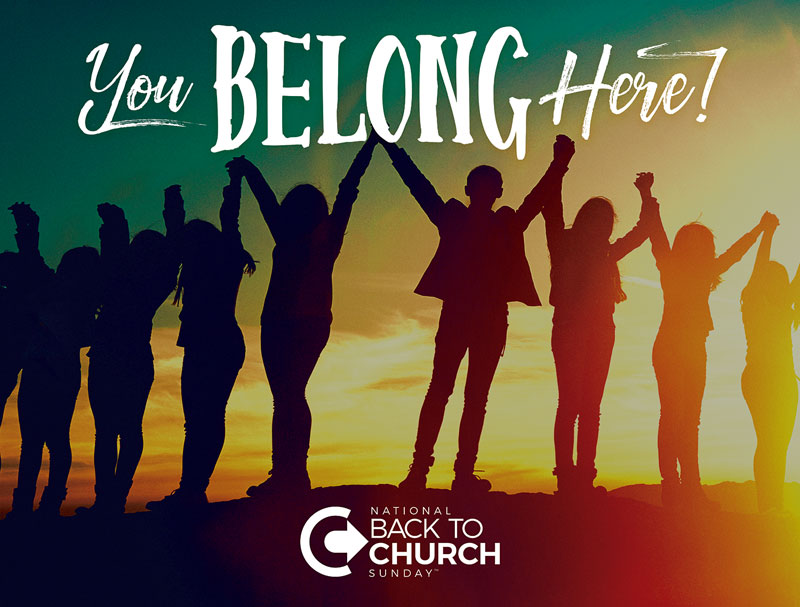 You BELONG Here!
NATIONAL
BACK TO
CHURCH
SUNDAY™